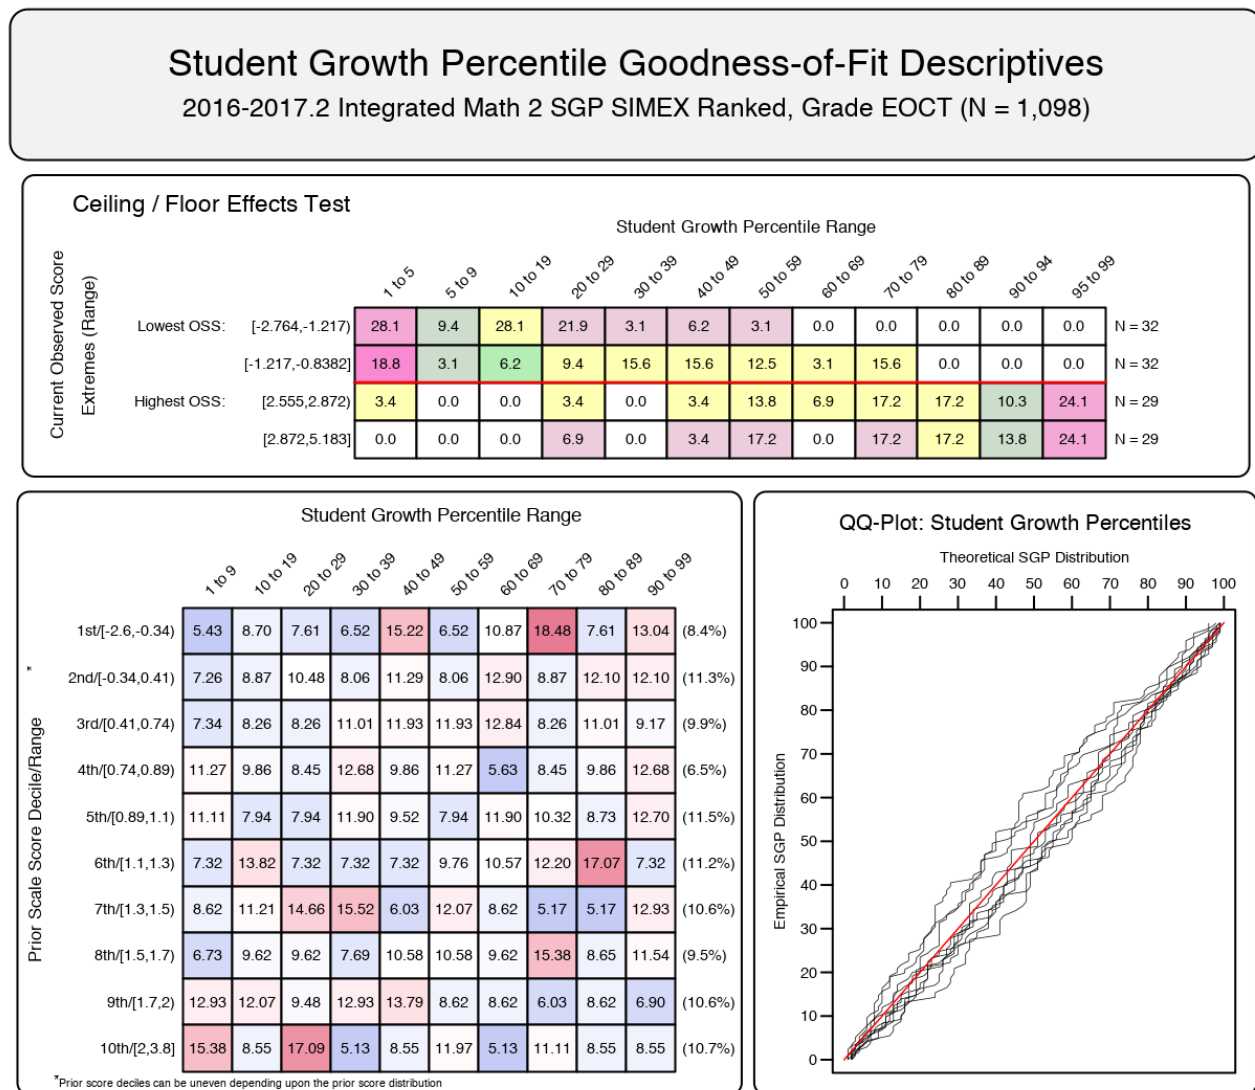 Student Growth Percentile Goodness-of-Fit Descriptives
2016-2017.2 Integrated Math 2 SGP SIMEX Ranked, Grade EOCT (N = 1,098)
Ceiling / Floor Effects Test
Student Growth Percentile Range
Current Observed Score
Extremes (Range)
1 to 5 5 to 9 10 to 19 20 to 29 30 to 39 40 to 49 50 to 59 60 to 69 70 to 79 80 to 89 90 to 94 95 to 99
Lowest OSS: [-2.764,-1.217) 28.1 9.4 28.1 21.9 3.1 6.2 3.1 0.0 0.0 0.0 0.0 0.0 N = 32
[-1.217,-0.8382] 18.8 3.1 6.2 9.4 15.6 15.6 12.5 3.1 15.6 0.0 0.0 0.0 N = 32
Highest OSS: [2.555,2.872) 3.4 0.0 0.0 3.4 0.0 3.4 13.8 6.9 17.2 17.2 10.3 24.1 N = 29
[2.872,5.183] 0.0 0.0 0.0 6.9 0.0 3.4 17.2 0.0 17.2 17.2 13.8 24.1 N = 29
Student Growth Percentile Range
Prior Scale Score Decile/Range *
1 to 9 10 to 19 20 to 29 30 to 39 40 to 49 50 to 59 60 to 69 70 to 79 80 to 89 90 to 99
1st/[-2.6,-0.34) 5.43 8.70 7.61 6.52 15.22 6.52 10.87 18.48 7.61 13.04 (8.4%)
2nd/[-0.34,0.41) 7.26 8.87 10.48 8.06 11.29 8.06 12.90 8.87 12.10 12.10 (11.3%)
3rd/[0.41,0.74) 7.34 8.26 8.26 11.01 11.93 11.93 12.84 8.26 11.01 9.17 (9.9%)
4th/[0.74,0.89) 11.27 9.86 8.45 12.68 9.86 11.27 5.63 8.45 9.86 12.68 (6.5%)
5th/[0.89,1.1) 11.11 7.94 7.94 11.90 9.52 7.94 11.90 10.32 8.73 12.70 (11.5%)
6th/[1.1,1.3) 7.32 13.82 7.32 7.32 7.32 9.76 10.57 12.20 17.07 7.32 (11.2%)
7th/[1.3,1.5) 8.62 11.21 14.66 15.52 6.03 12.07 8.62 5.17 5.17 12.93 (10.6%)
8th/[1.5,1.7) 6.73 9.62 9.62 7.69 10.58 10.58 9.62 15.38 8.65 11.54 (9.5%)
9th/[1.7,2) 12.93 12.07 9.48 12.93 13.79 8.62 8.62 6.03 8.62 6.90 (10.6%)
10th/[2,3.8] 15.38 8.55 17.09 5.13 8.55 11.97 5.13 11.11 8.55 8.55 (10.7%)
*Prior score deciles can be uneven depending upon the prior score distribution
QQ-Plot: Student Growth Percentiles
Theoretical SGP Distribution
0 10 20 30 40 50 60 70 80 90 100
Empirical SGP Distribution
100
90
80
70
60
50
40
30
20
10
0